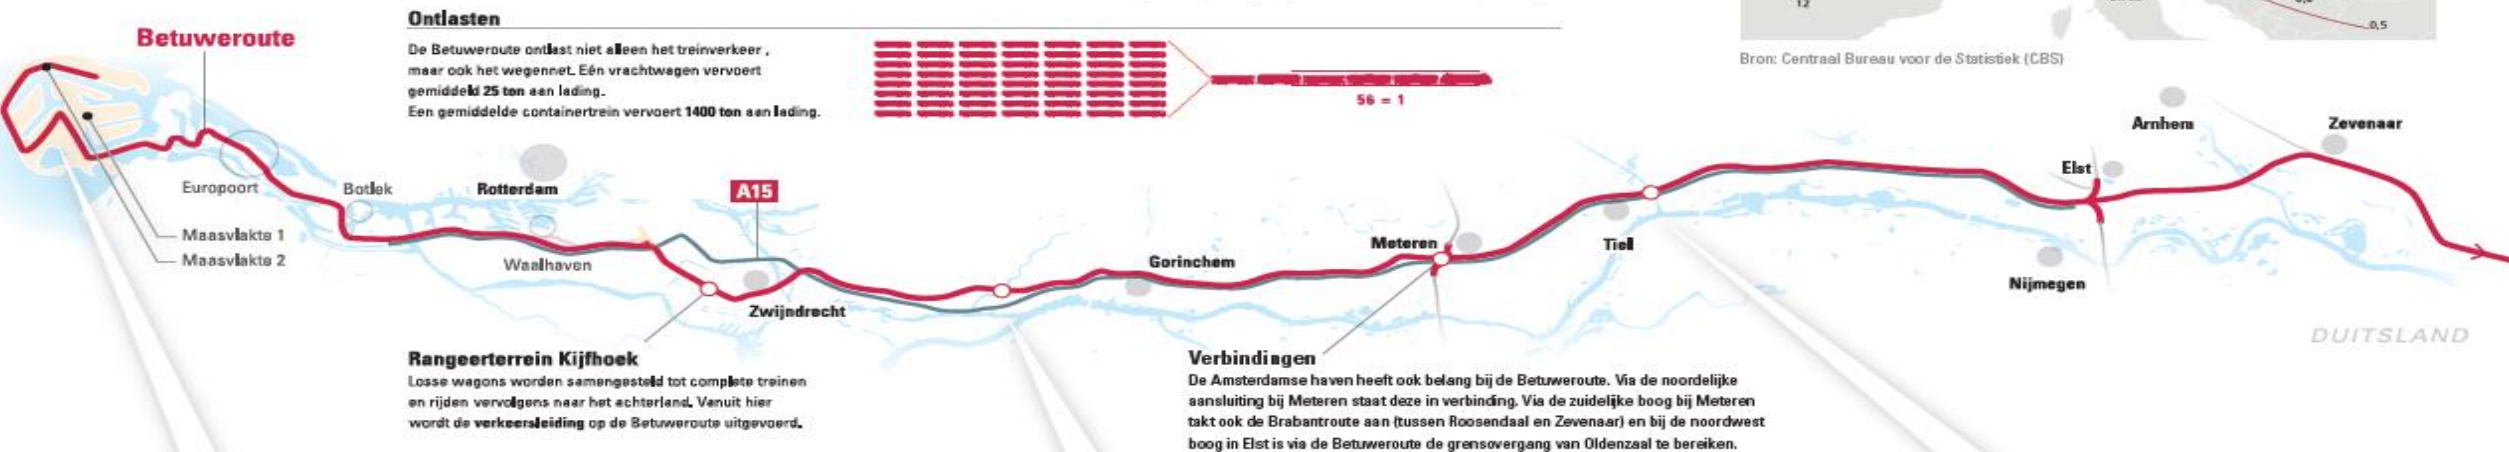 Ontlasten
De Betuweroute ontlast niet alleen het treinverkeer,
maar ook het wegennet. Eén vrachtwagen vervoert
gemiddeld 25 ton aan lading.
Een gemiddelde containertrein vervoert 1400 ton aan lading.
56 = 1
12
0,5
Bron: Centraal Bureau voor de Statistiek (CBS)
Betuweroute
Europoort
Botlek
Rotterdam
A15
Maasvlakte 1
Maasvlakte 2
Waalhaven
Zwijndrecht
Gorinchem
Meteren
Tiel
Elst
Arnhem
Zevenaar
Nijmegen
DUITSLAND
Rangeerterrein Kijfhoek
Losse wagons worden samengesteld tot complete treinen
en rijden vervolgens naar het achterland. Vanuit hier
wordt de verkeersleiding op de Betuweroute uitgevoerd.
Verbindingen
De Amsterdamse haven heeft ook belang bij de Betuweroute. Via de noordelijke
aansluiting bij Meteren staat deze in verbinding. Via de zuidelijke boog bij Meteren
takt ook de Brabantroute aan (tussen Roosendaal en Zevenaar) en bij de noordwest
boog in Elst is via de Betuweroute de grensovergang van Oldenzaal te bereiken.